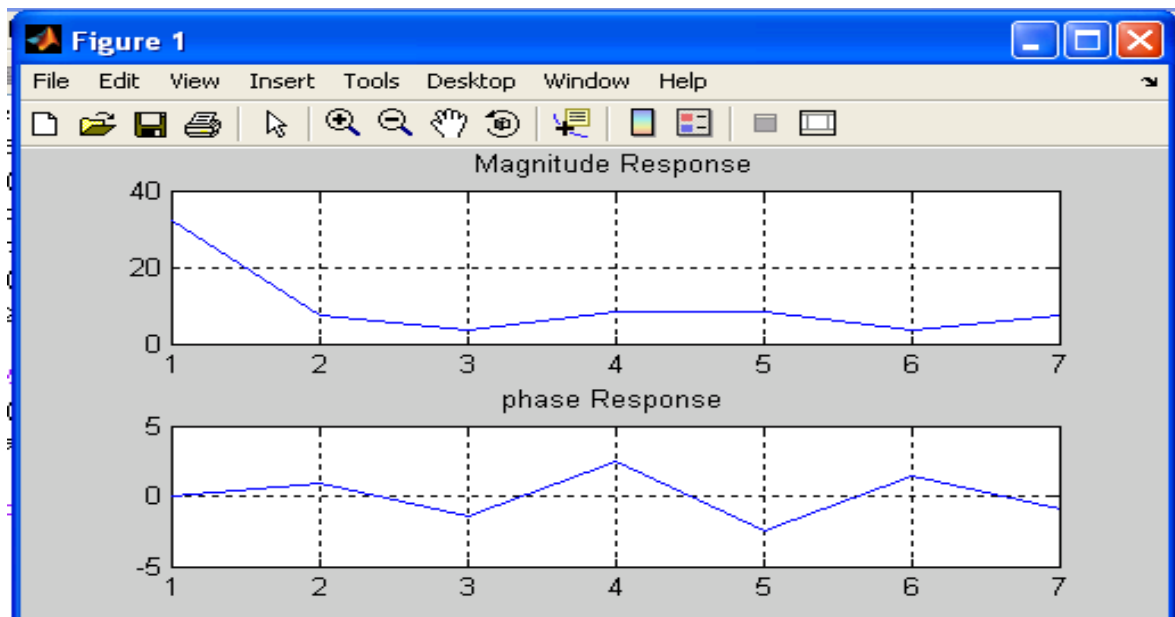 Figure 1
File Edit View Insert Tools Desktop Window Help
Magnitude Response
40
20
0
1 2 3 4 5 6 7
phase Response
5
0
-5
1 2 3 4 5 6 7